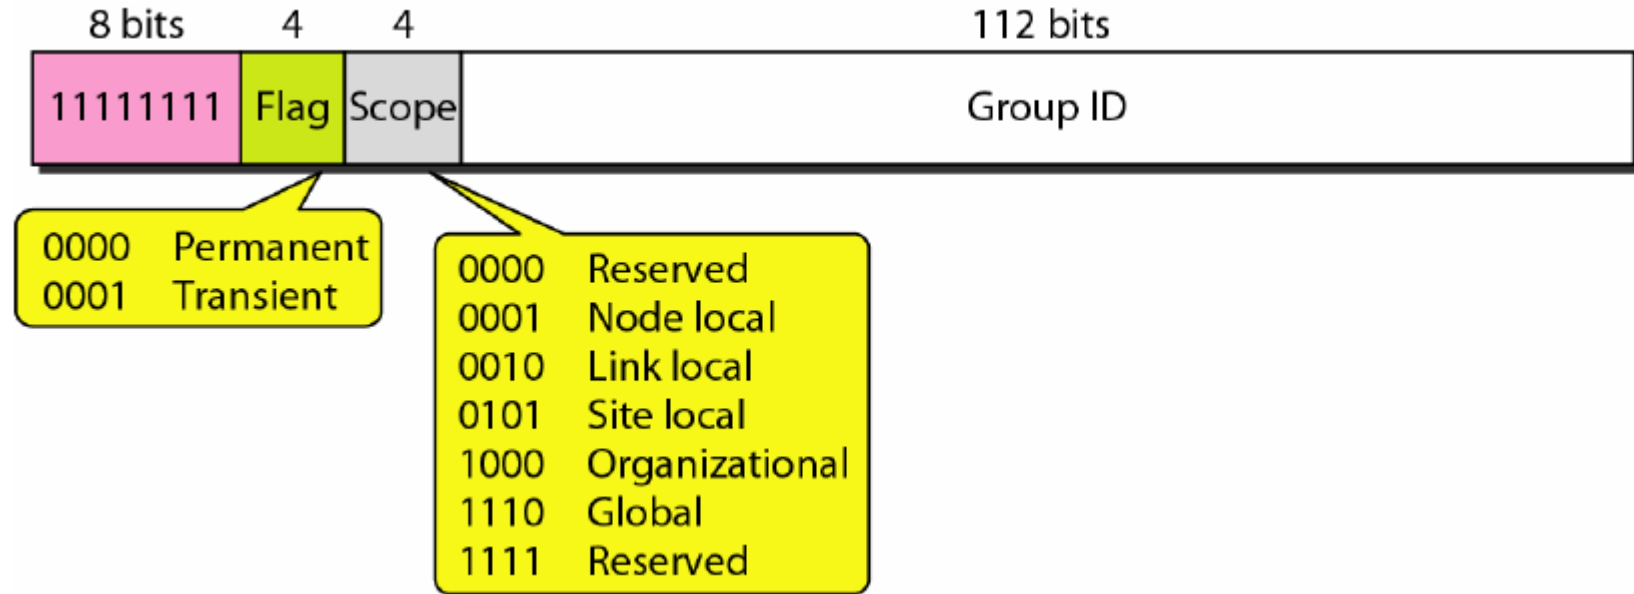 8 bits 4 4 112 bits
11111111 Flag Scope Group ID
0000 Permanent
0001 Transient
0000 Reserved
0001 Node local
0010 Link local
0101 Site local
1000 Organizational
1110 Global
1111 Reserved